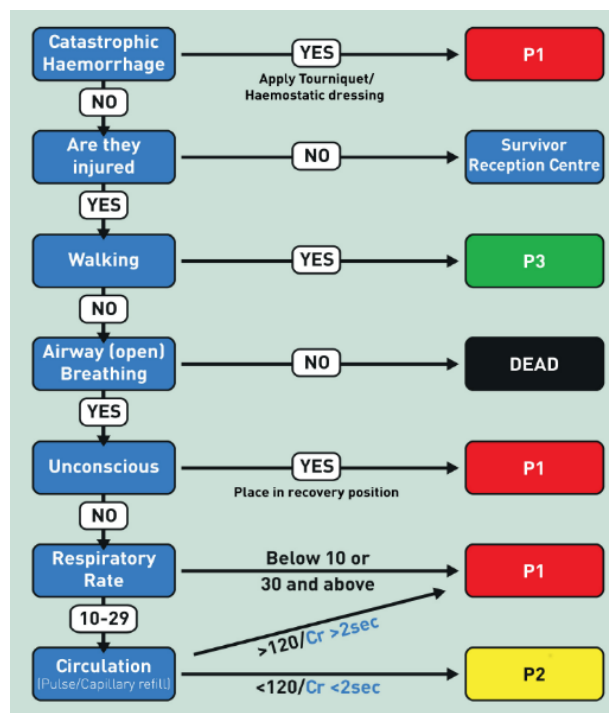 Catastrophic
Haemorrhage
YES
P1
Apply Tourniquet/
Haemostatic dressing
NO
Are they
injured
NO
Survivor
Reception Centre
YES
Walking
YES
P3
NO
Airway (open)
Breathing
NO
DEAD
YES
Unconscious
YES
P1
Place in recovery position
NO
Respiratory
Rate
Below 10 or
30 and above
P1
10-29
>120/Cr >2sec
Circulation
(Pulse/Capillary refill)
<120/Cr <2sec
P2